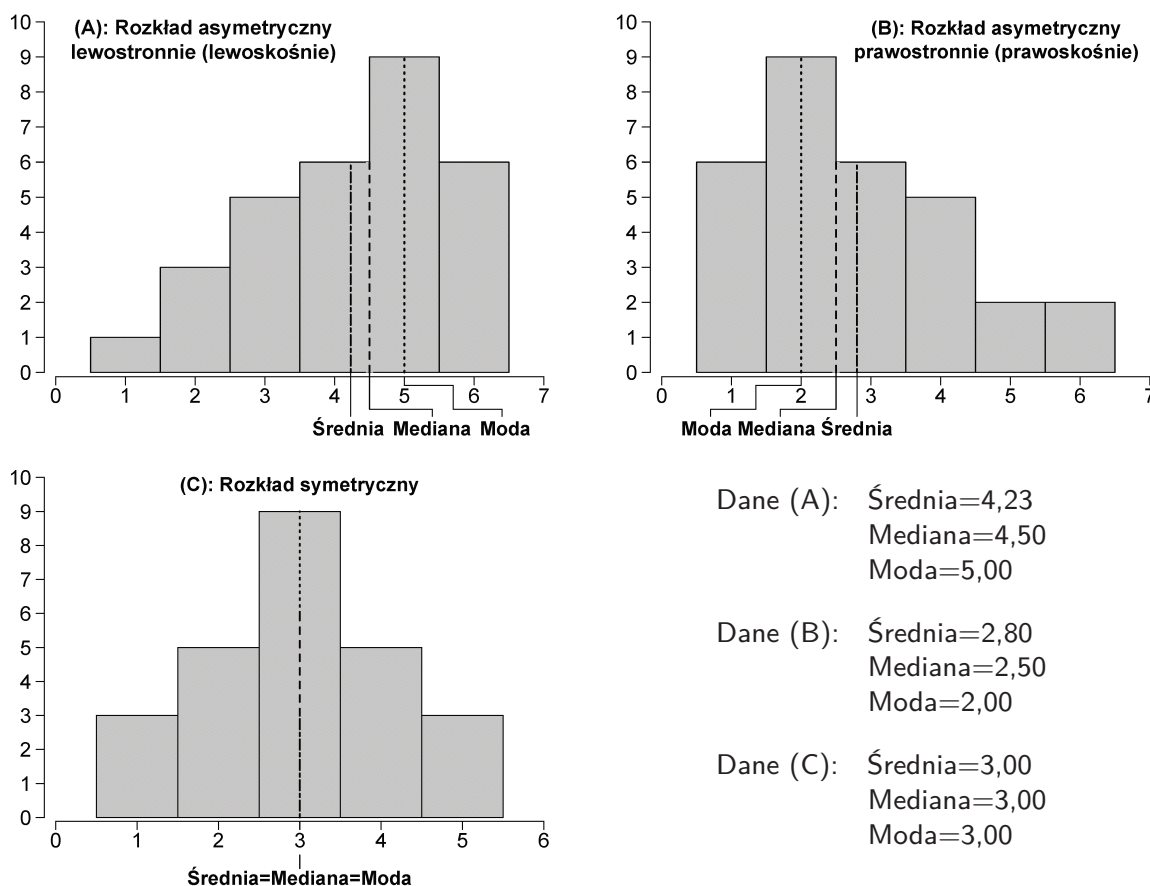 (A): Rozkład asymetryczny
lewostronnie (lewoskośnie)
10
9
8
7
6
5
4
3
2
1
0
0 1 2 3 4 5 6 7
Średnia Mediana Moda
(B): Rozkład asymetryczny
prawostronnie (prawoskośnie)
10
9
8
7
6
5
4
3
2
1
0
0 1 2 3 4 5 6 7
Moda Mediana Średnia
(C): Rozkład symetryczny
10
9
8
7
6
5
4
3
2
1
0
0 1 2 3 4 5 6
Średnia=Mediana=Moda
Dane (A): Średnia=4,23
Mediana=4,50
Moda=5,00
Dane (B): Średnia=2,80
Mediana=2,50
Moda=2,00
Dane (C): Średnia=3,00
Mediana=3,00
Moda=3,00